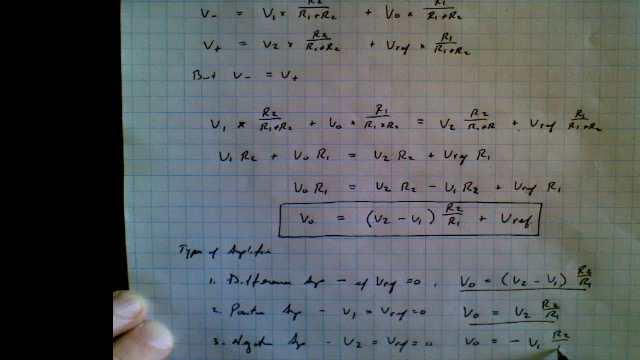 V₋ = V₁ × R₂/(R₁+R₂) + V₀ × R₁/(R₁+R₂)
V₊ = V₂ × R₂/(R₁+R₂) + Vref × R₁/(R₁+R₂)
But V₋ = V₊
V₁ × R₂/(R₁+R₂) + V₀ × R₁/(R₁+R₂) = V₂ R₂/(R₁+R + Vref R₁/(R₁+R₂)
V₁ R₂ + V₀ R₁ = V₂ R₂ + Vref R₁
V₀ R₁ = V₂ R₂ − V₁ R₂ + Vref R₁
V₀ = (V₂ − V₁) R₂/R₁ + Vref
Types of Amplifier
1. Difference Amp − if Vref = 0, V₀ = (V₂ − V₁) R₂/R₁
2. Positive Amp − V₁ = Vref = 0 V₀ = V₂ R₂/R₁
3. Negative Amp − V₂ = Vref = 0 V₀ = − V₁ R₂